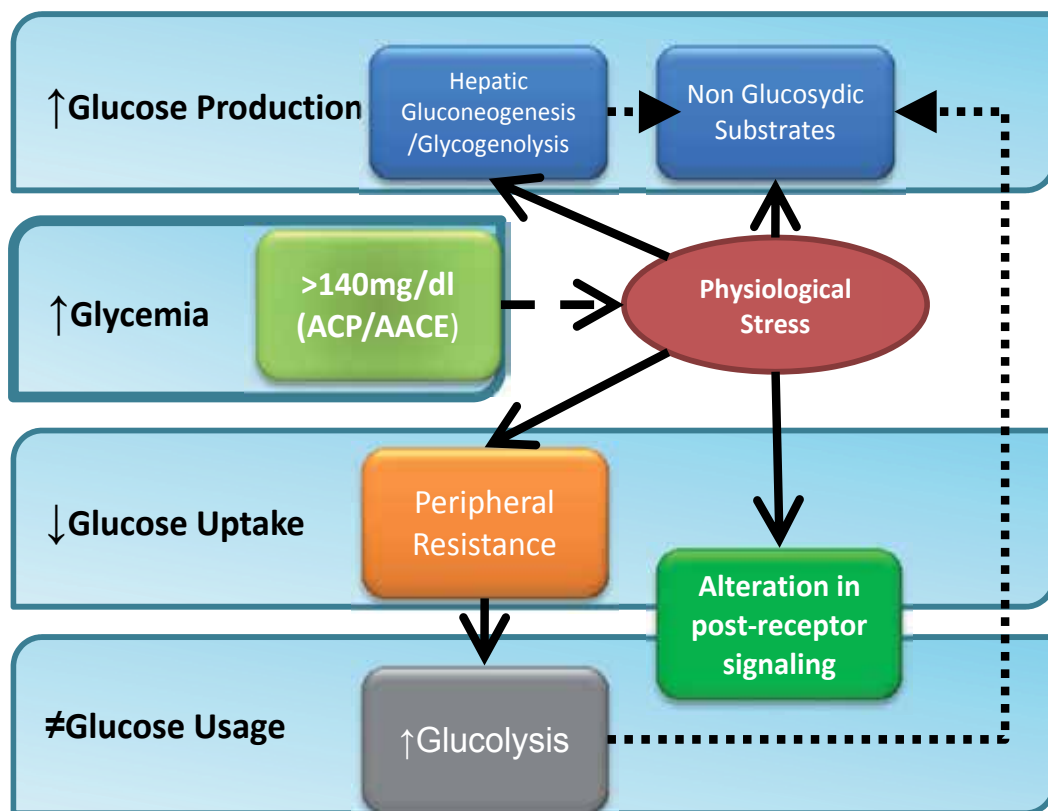 ↑Glucose Production
Hepatic
Gluconeogenesis
/Glycogenolysis
Non Glucosydic
Substrates
↑Glycemia
>140mg/dl
(ACP/AACE)
Physiological
Stress
↓Glucose Uptake
Peripheral
Resistance
Alteration in
post-receptor
signaling
≠Glucose Usage
↑Glucolysis